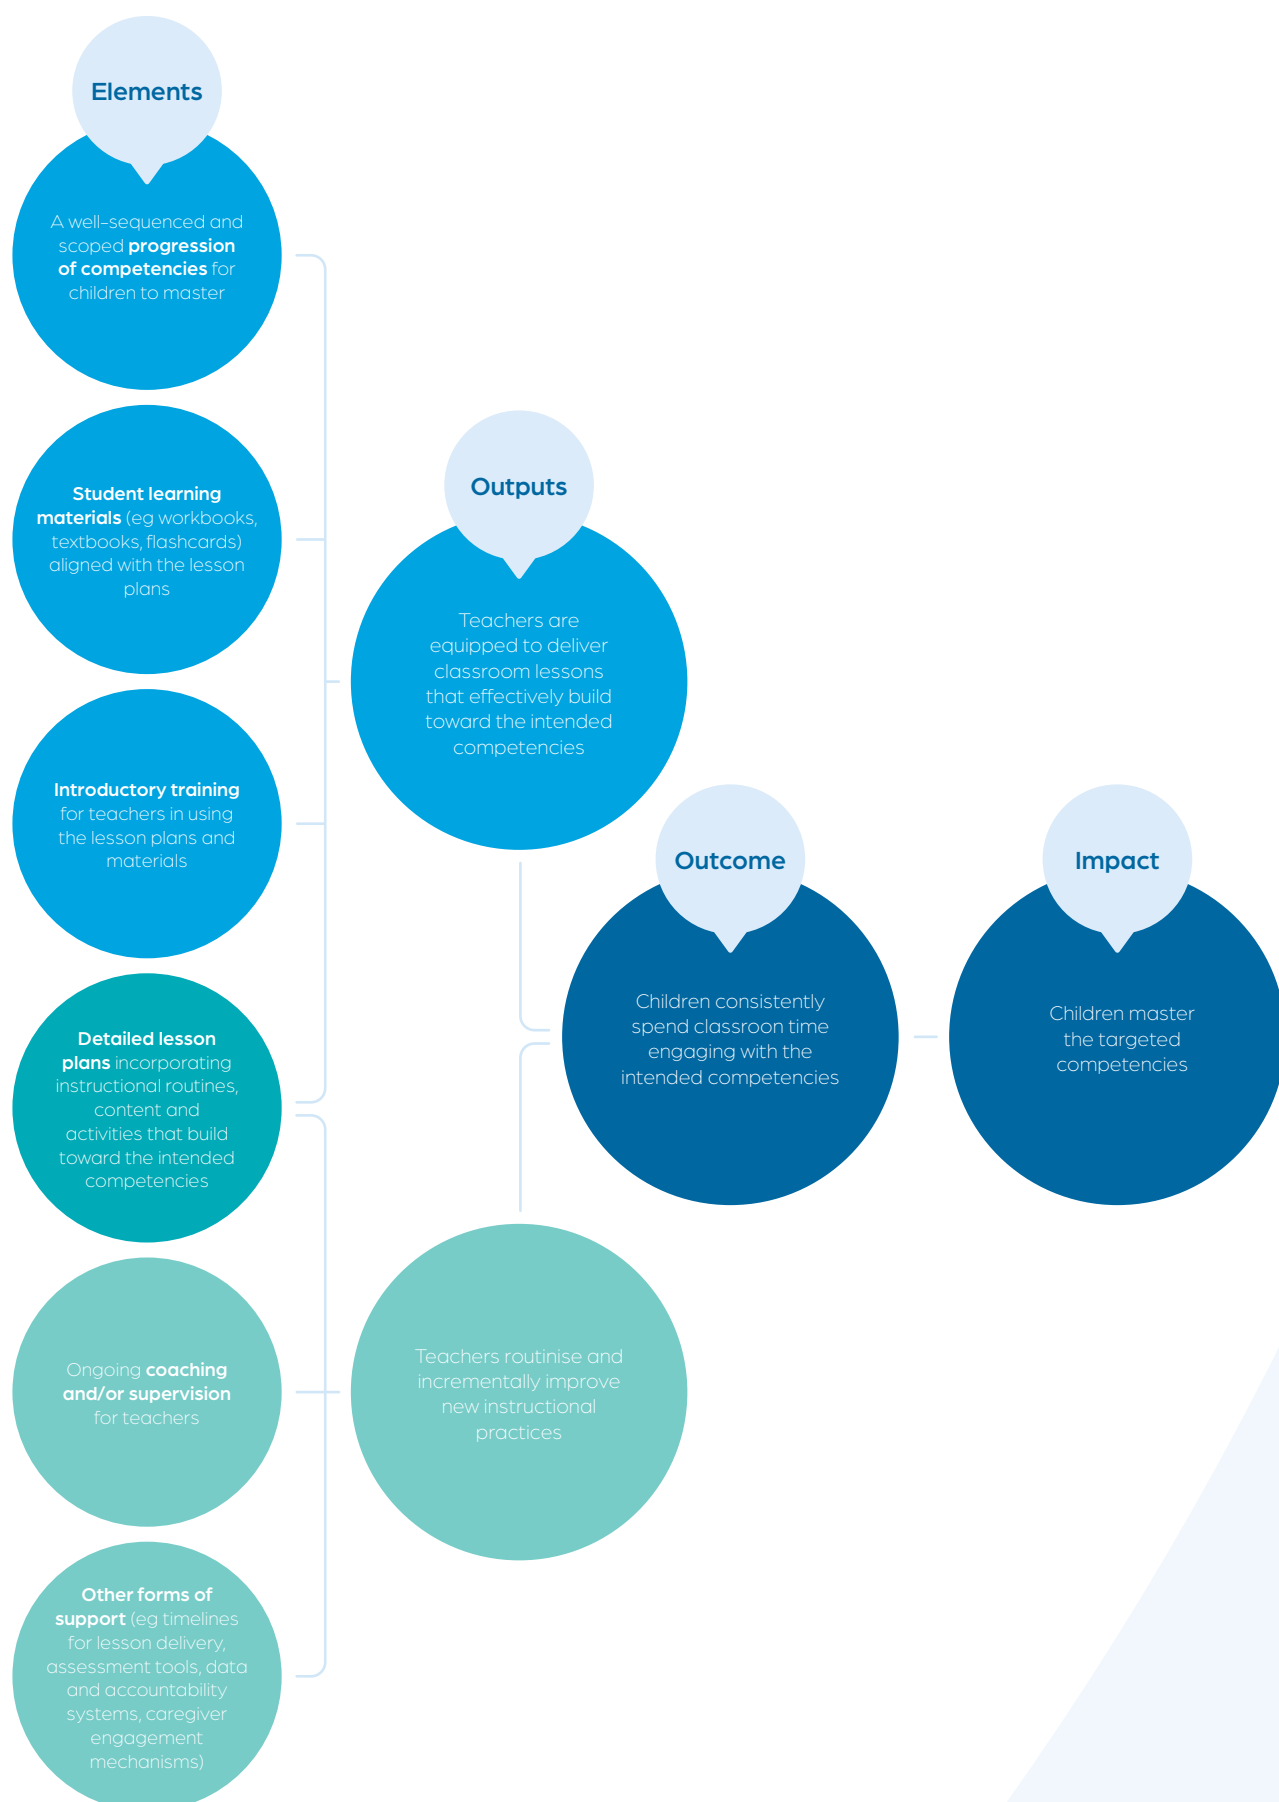 Elements
A well-sequenced and
scoped progression
of competencies for
children to master
Student learning
materials (eg workbooks,
textbooks, flashcards)
aligned with the lesson
plans
Introductory training
for teachers in using
the lesson plans and
materials
Detailed lesson
plans incorporating
instructional routines,
content and
activities that build
toward the intended
competencies
Ongoing coaching
and/or supervision
for teachers
Other forms of
support (eg timelines
for lesson delivery,
assessment tools, data
and accountability
systems, caregiver
engagement
mechanisms)
Outputs
Teachers are
equipped to deliver
classroom lessons
that effectively build
toward the intended
competencies
Teachers routinise and
incrementally improve
new instructional
practices
Outcome
Children consistently
spend classroon time
engaging with the
intended competencies
Impact
Children master
the targeted
competencies